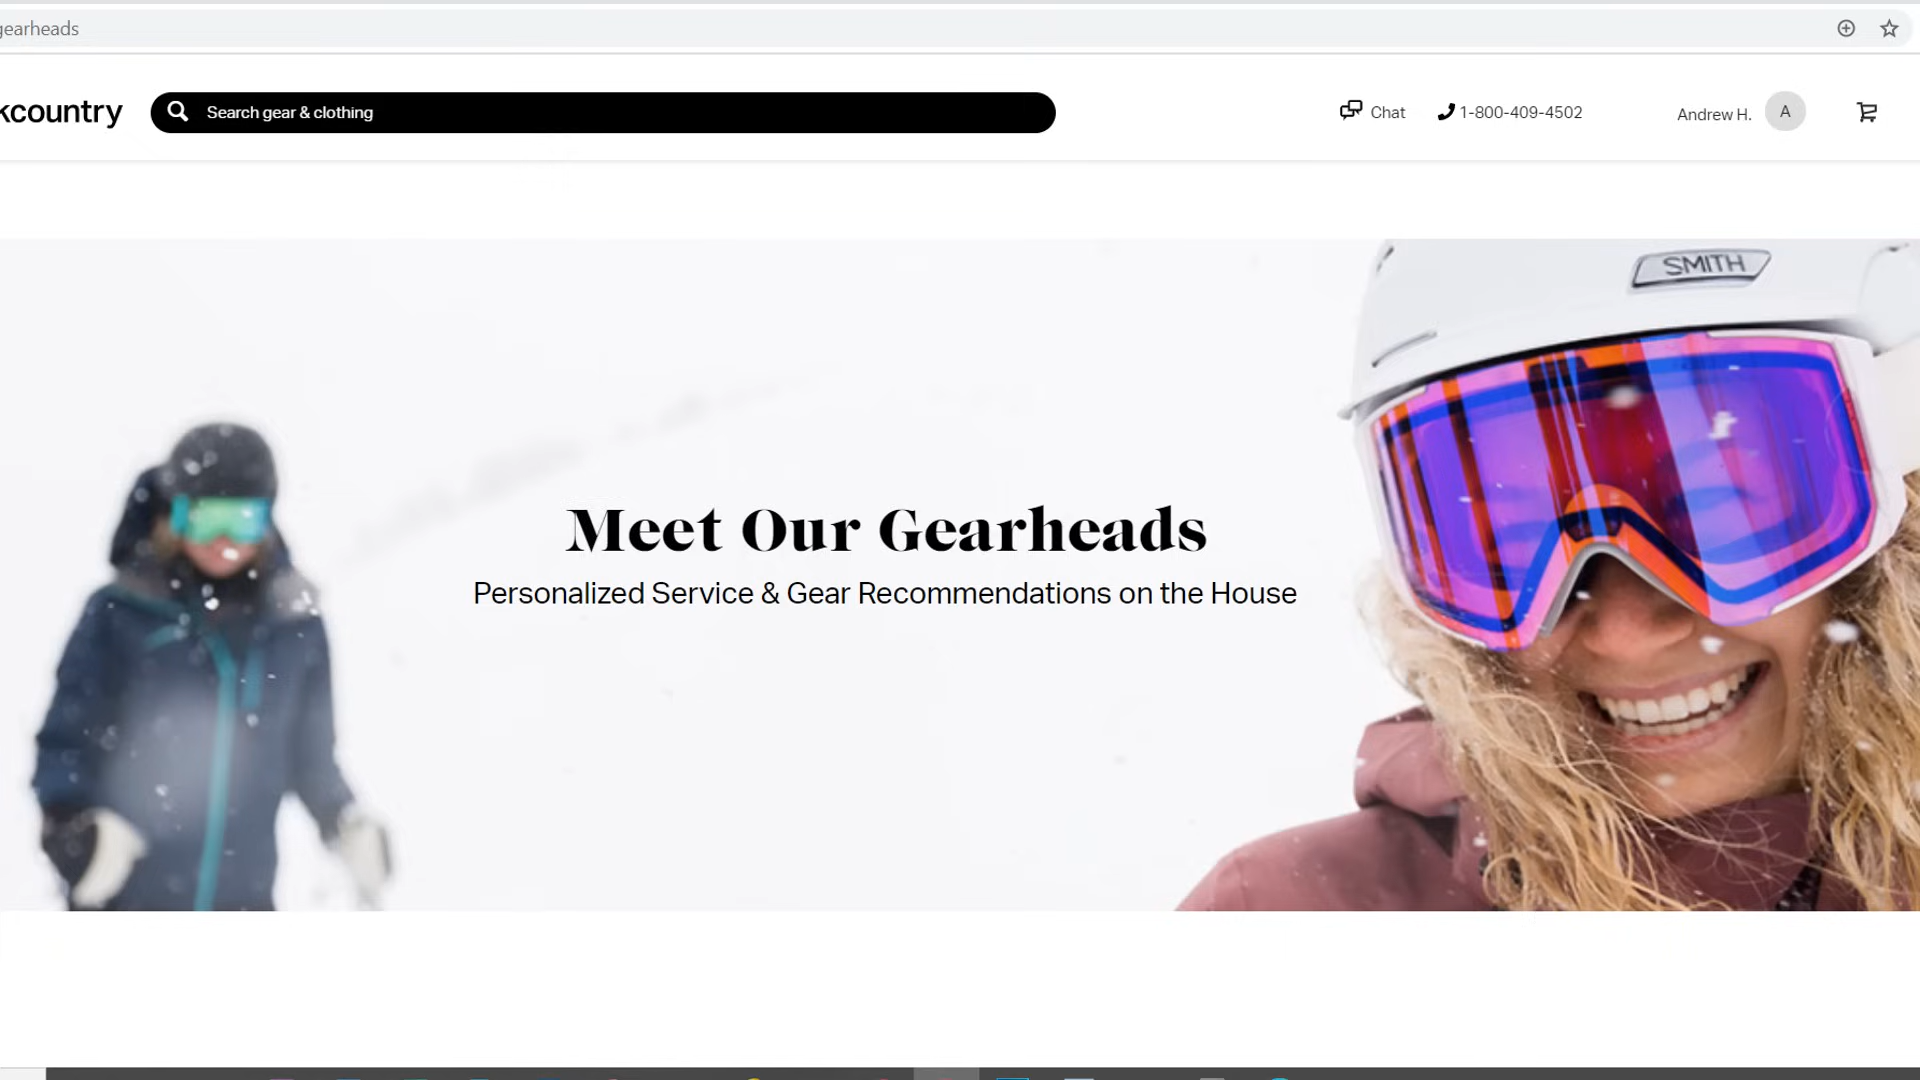 gearheads
kcountry
Search gear & clothing
Chat
1-800-409-4502
Andrew H.
A
SMITH
Meet Our Gearheads
Personalized Service & Gear Recommendations on the House